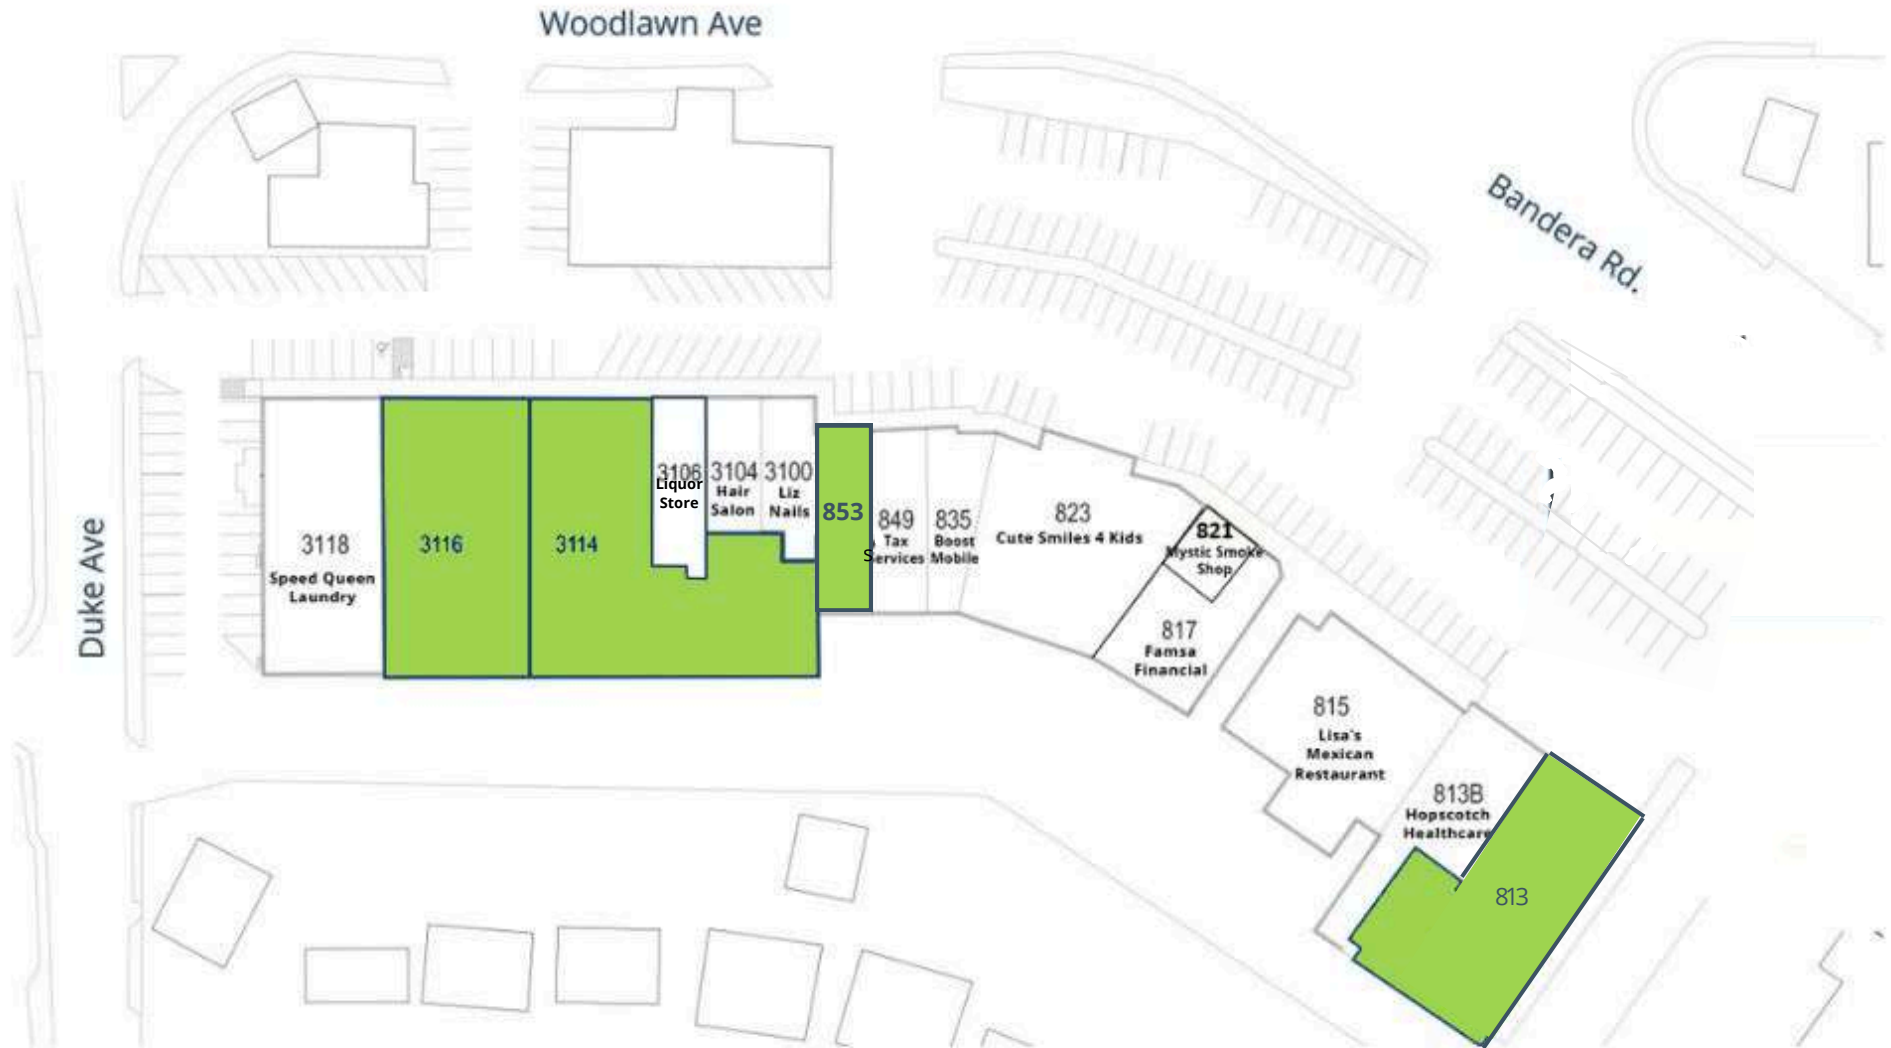 Woodlawn Ave
Bandera Rd.
Duke Ave
3118
Speed Queen
Laundry
3116
3114
3106
Liquor
Store
3104
Hair
Salon
3100
Liz
Nails
853
849
Tax
Services
835
Boost
Mobile
823
Cute Smiles 4 Kids
821
Mystic Smoke
Shop
817
Famsa
Financial
815
Lisa's
Mexican
Restaurant
813B
Hopscotch
Healthcare
813